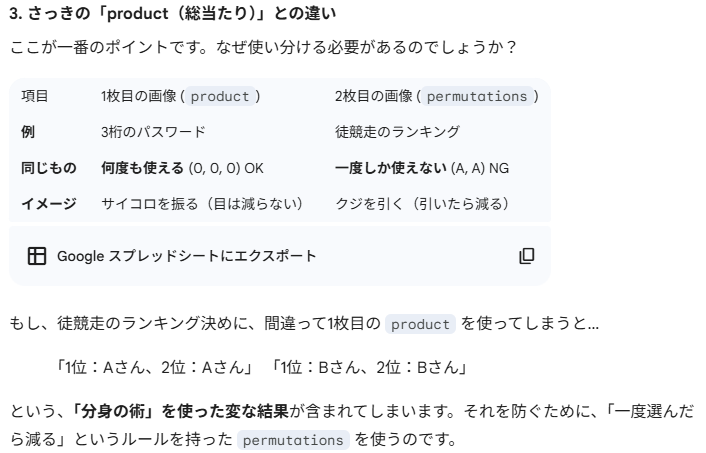 3. さっきの「product（総当たり）」との違い
ここが一番のポイントです。なぜ使い分ける必要があるのでしょうか？
項目 1枚目の画像 ( product ) 2枚目の画像 ( permutations )
例 3桁のパスワード 徒競走のランキング
同じもの 何度も使える (0, 0, 0) OK 一度しか使えない (A, A) NG
イメージ サイコロを振る（目は減らない） クジを引く（引いたら減る）
Google スプレッドシートにエクスポート
もし、徒競走のランキング決めに、間違って1枚目の product を使ってしまうと...
「1位：Aさん、2位：Aさん」 「1位：Bさん、2位：Bさん」
という、「分身の術」を使った変な結果が含まれてしまいます。それを防ぐために、「一度選んだ
ら減る」というルールを持った permutations を使うのです。